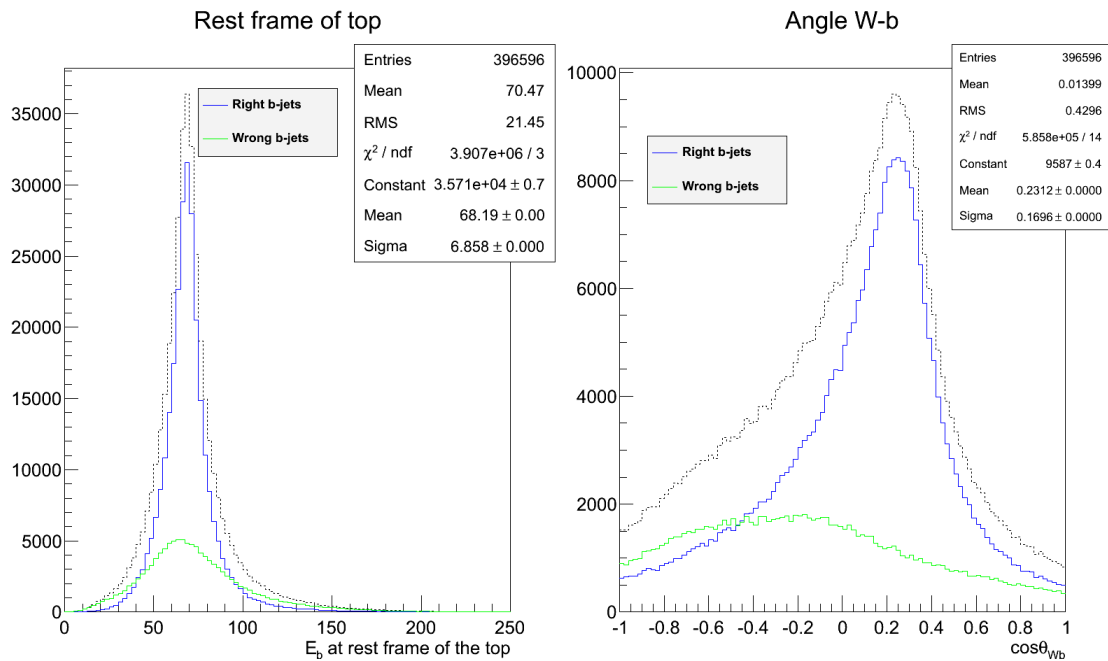 Rest frame of top
Entries 396596
Mean 70.47
RMS 21.45
χ² / ndf 3.907e+06 / 3
Constant 3.571e+04 ± 0.7
Mean 68.19 ± 0.00
Sigma 6.858 ± 0.000
Right b-jets
Wrong b-jets
35000
30000
25000
20000
15000
10000
5000
0
0 50 100 150 200 250
E_b at rest frame of the top
Angle W-b
Entries 396596
Mean 0.01399
RMS 0.4296
χ² / ndf 5.858e+05 / 14
Constant 9587 ± 0.4
Mean 0.2312 ± 0.0000
Sigma 0.1696 ± 0.0000
Right b-jets
Wrong b-jets
10000
8000
6000
4000
2000
0
-1 -0.8 -0.6 -0.4 -0.2 0 0.2 0.4 0.6 0.8 1
cosθ_Wb